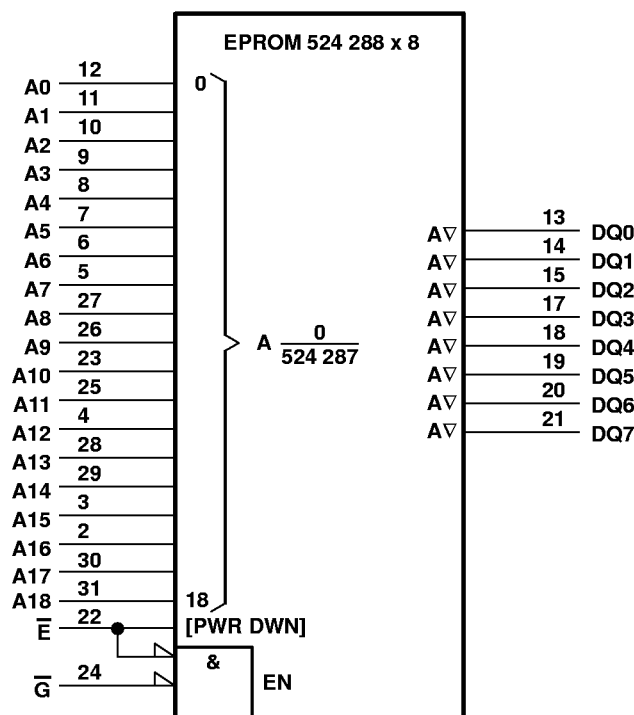 EPROM 524 288 x 8
A0 12 0
A1 11
A2 10
A3 9
A4 8
A5 7
A6 6
A7 5
A8 27
A9 26
A10 23
A11 25
A12 4
A13 28
A14 29
A15 3
A16 2
A17 30
A18 31 18
A 0
524 287
A▽ 13 DQ0
A▽ 14 DQ1
A▽ 15 DQ2
A▽ 17 DQ3
A▽ 18 DQ4
A▽ 19 DQ5
A▽ 20 DQ6
A▽ 21 DQ7
E̅ 22 [PWR DWN]
&
G̅ 24 EN